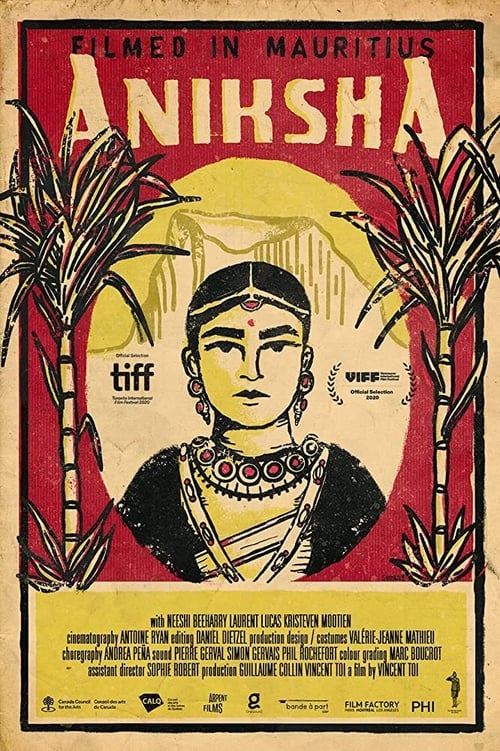 FILMED IN MAURITIUS
ANIKSHA
Official Selection
tiff
Toronto International
Film Festival 2020
VIFF
Official Selection
2020
with NEESHI BEEHARRY LAURENT LUCAS KRISTEVEN MOOTIEN
cinematography ANTOINE RYAN editing DANIEL DIETZEL production design / costumes VALÉRIE-JEANNE MATHIEU
choregraphy ANDREA PEÑA sound PIERRE GERVAL SIMON GERVAIS PHIL ROCHEFORT colour grading MARC BOUCROT
assistant director SOPHIE ROBERT production GUILLAUME COLLIN VINCENT TOI a film by VINCENT TOI
Canada Council for the Arts
Conseil des arts du Canada
CALQ
ARPENT FILMS
bande à part
FILM FACTORY
PARIS MONTRÉAL LOS ANGELES
PHI